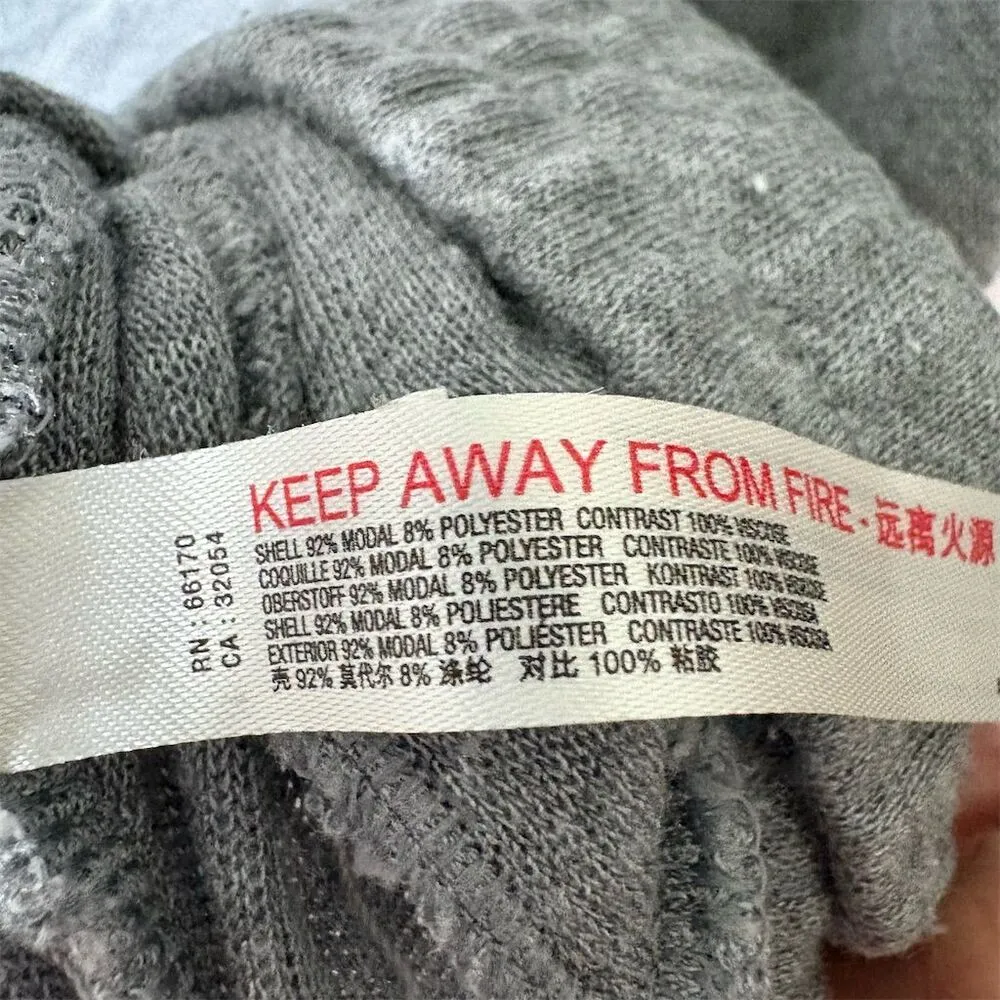 KEEP AWAY FROM FIRE - 远离火源
RN : 66170
CA : 32054
SHELL 92% MODAL 8% POLYESTER CONTRAST 100% VISCOSE
COQUILLE 92% MODAL 8% POLYESTER CONTRASTE 100% VISCOSE
OBERSTOFF 92% MODAL 8% POLYESTER KONTRAST 100% VISKOSE
SHELL 92% MODAL 8% POLIESTERE CONTRASTO 100% VISCOSA
EXTERIOR 92% MODAL 8% POLIÉSTER CONTRASTE 100% VISCOSA
壳 92% 莫代尔 8% 涤纶 对比 100% 粘胶